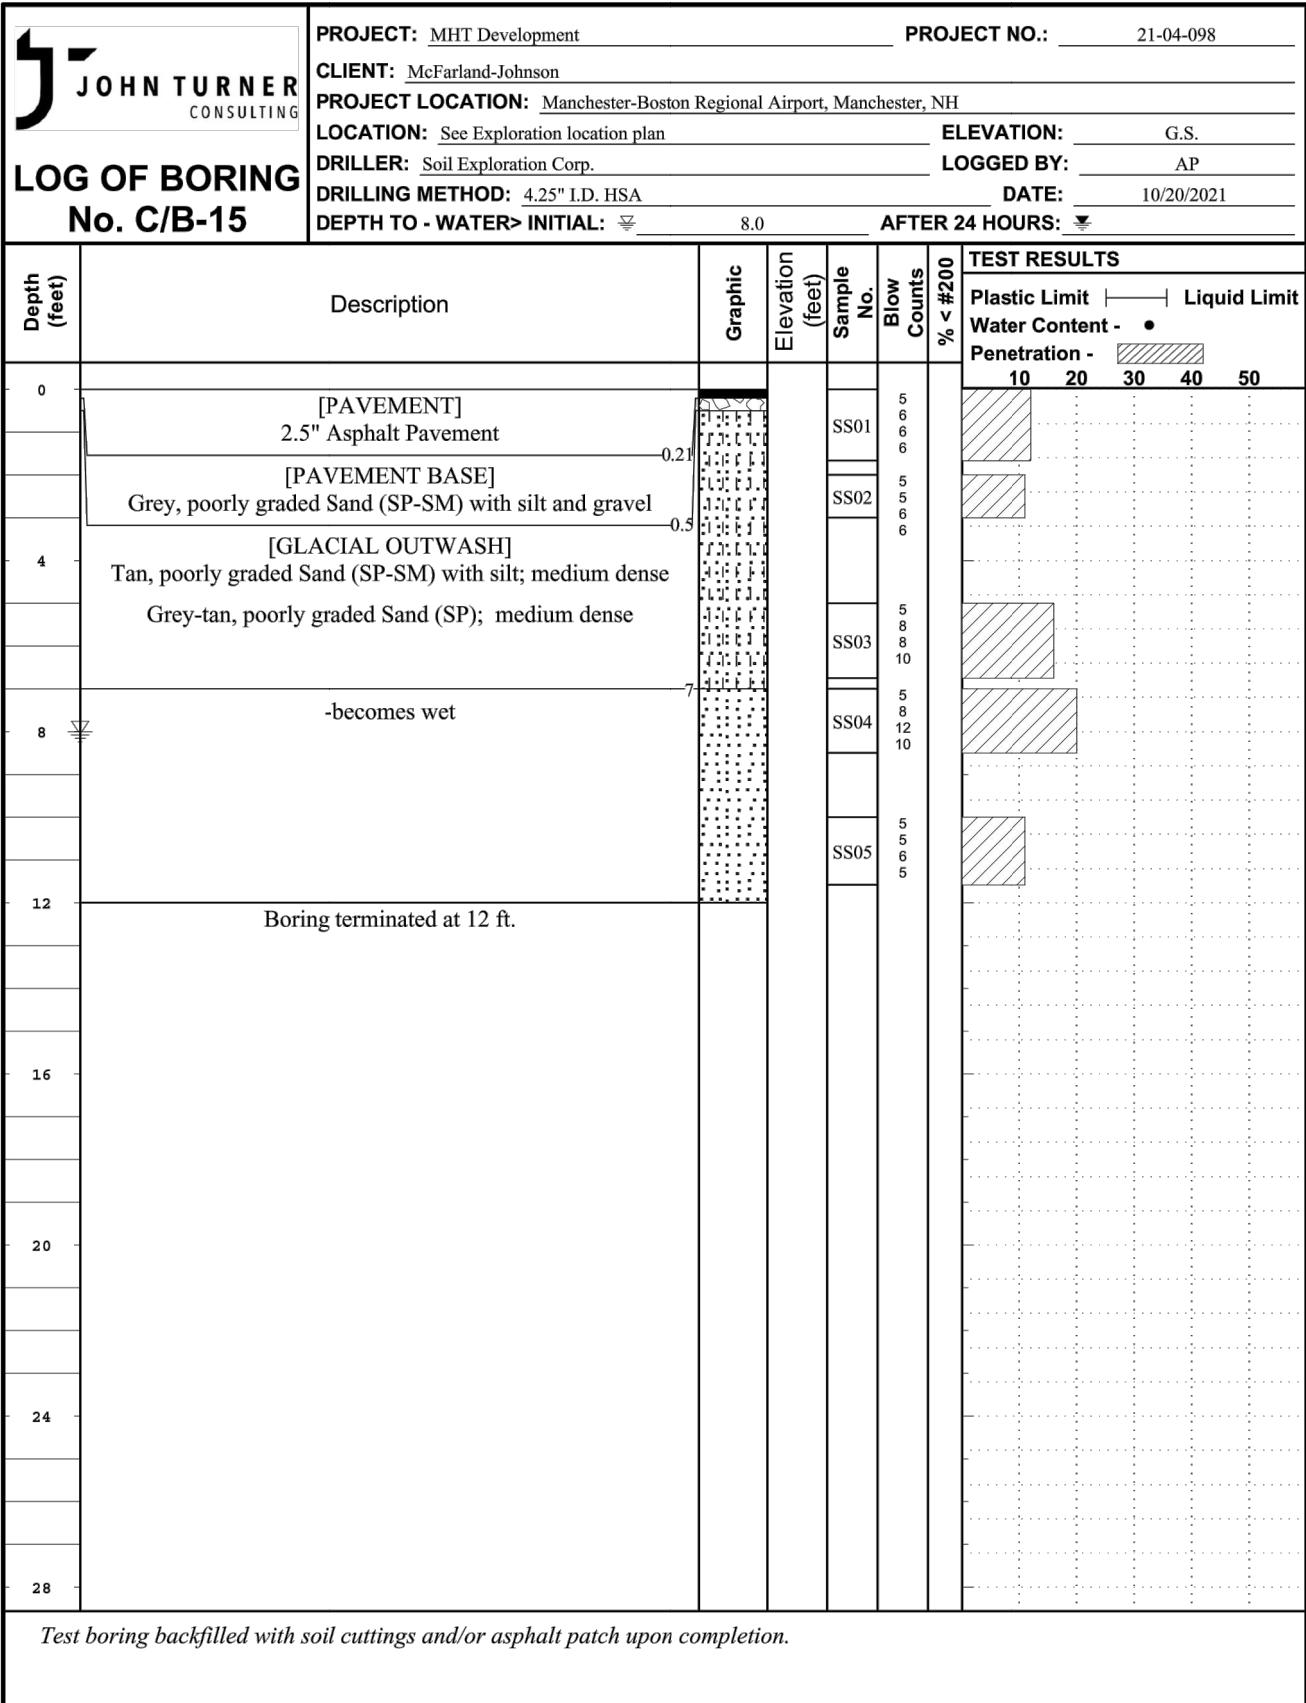 JOHN TURNER
CONSULTING
LOG OF BORING
No. C/B-15
PROJECT: MHT Development PROJECT NO.: 21-04-098
CLIENT: McFarland-Johnson
PROJECT LOCATION: Manchester-Boston Regional Airport, Manchester, NH
LOCATION: See Exploration location plan ELEVATION: G.S.
DRILLER: Soil Exploration Corp. LOGGED BY: AP
DRILLING METHOD: 4.25" I.D. HSA DATE: 10/20/2021
DEPTH TO - WATER> INITIAL: 8.0 AFTER 24 HOURS:
Depth
(feet)
Description
Graphic
Elevation
(feet)
Sample
No.
Blow
Counts
% < #200
TEST RESULTS
Plastic Limit Liquid Limit
Water Content -
Penetration -
10 20 30 40 50
0
[PAVEMENT]
2.5" Asphalt Pavement
0.21
[PAVEMENT BASE]
Grey, poorly graded Sand (SP-SM) with silt and gravel
0.5
[GLACIAL OUTWASH]
4
Tan, poorly graded Sand (SP-SM) with silt; medium dense
Grey-tan, poorly graded Sand (SP); medium dense
7
-becomes wet
8
12
Boring terminated at 12 ft.
16
20
24
28
SS01
5
6
6
6
SS02
5
5
6
6
SS03
5
8
8
10
SS04
5
8
12
10
SS05
5
5
6
5
Test boring backfilled with soil cuttings and/or asphalt patch upon completion.